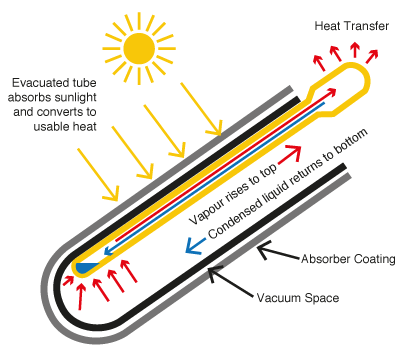 Heat Transfer
Evacuated tube
absorbs sunlight
and converts to
usable heat
Vapour rises to top
Condensed liquid returns to bottom
Absorber Coating
Vacuum Space